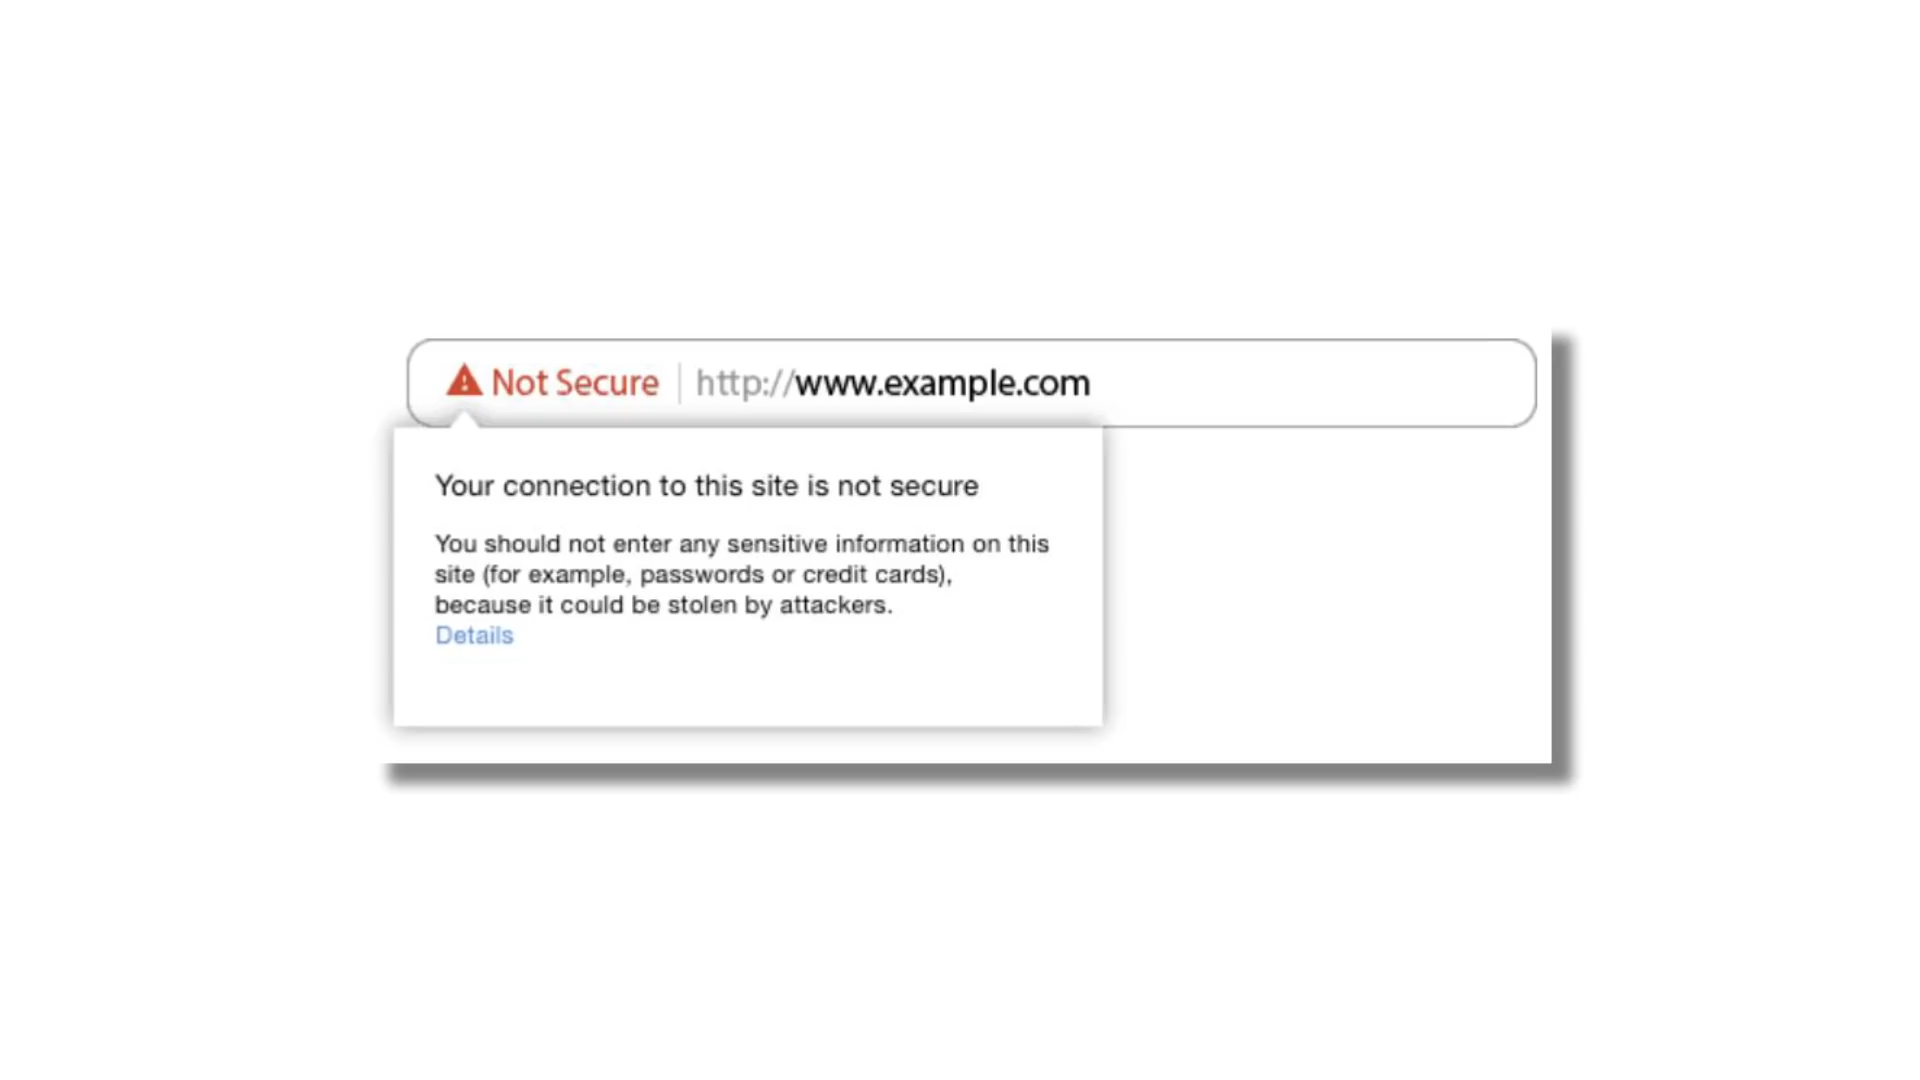 Not Secure http://www.example.com
Your connection to this site is not secure
You should not enter any sensitive information on this
site (for example, passwords or credit cards),
because it could be stolen by attackers.
Details